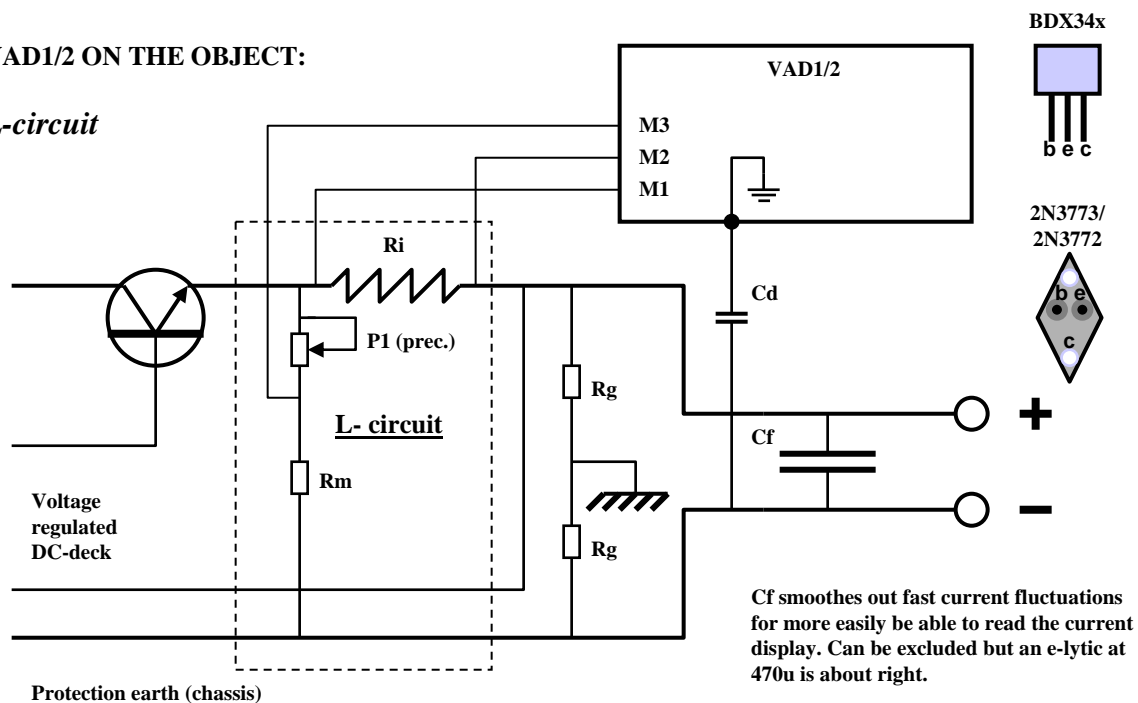 VAD1/2 ON THE OBJECT:
L-circuit
VAD1/2
M3
M2
M1
BDX34x
b e c
2N3773/
2N3772
b e
c
Ri
P1 (prec.)
L- circuit
Rm
Rg
Rg
Cd
Cf
+
-
Voltage
regulated
DC-deck
Cf smoothes out fast current fluctuations
for more easily be able to read the current
display. Can be excluded but an e-lytic at
470u is about right.
Protection earth (chassis)